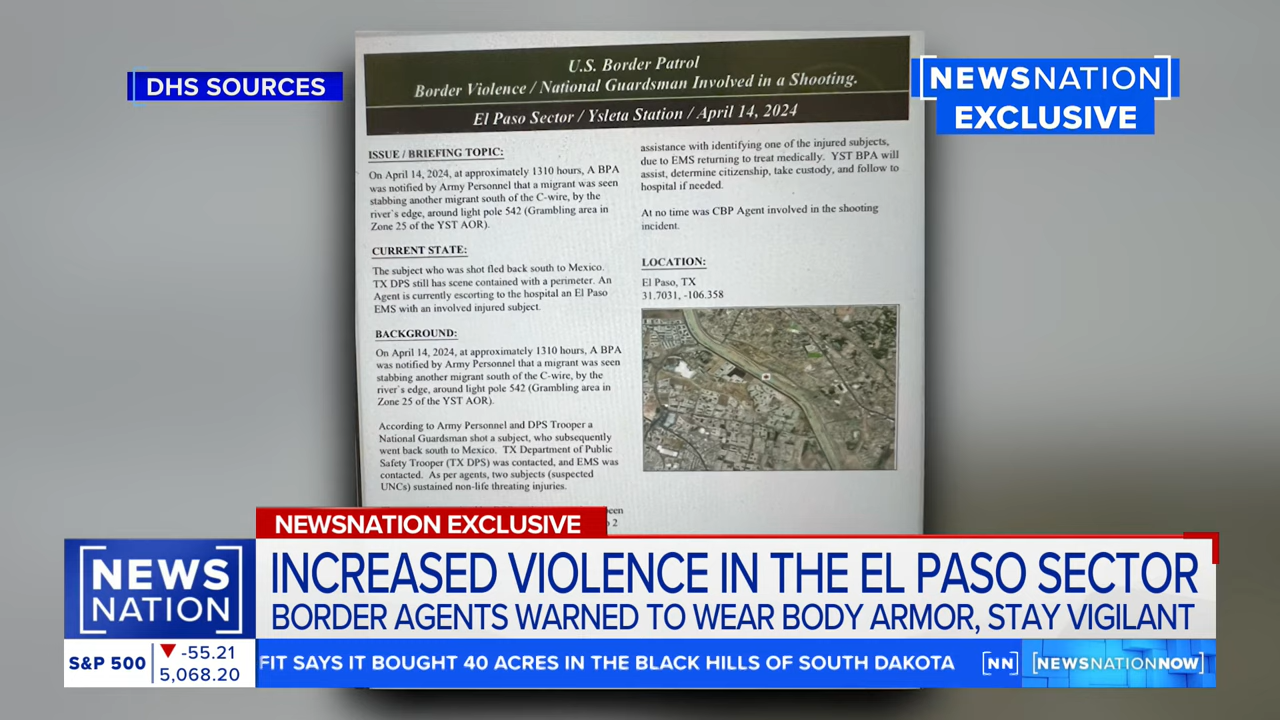 DHS SOURCES
NEWSNATION
EXCLUSIVE
U.S. Border Patrol
Border Violence / National Guardsman Involved in a Shooting.
El Paso Sector / Ysleta Station / April 14, 2024
ISSUE / BRIEFING TOPIC:
On April 14, 2024, at approximately 1310 hours, A BPA
was notified by Army Personnel that a migrant was seen
stabbing another migrant south of the C-wire, by the
river's edge, around light pole 542 (Grambling area in
Zone 25 of the YST AOR).
CURRENT STATE:
The subject who was shot fled back south to Mexico.
TX DPS still has scene contained with a perimeter. An
Agent is currently escorting to the hospital an El Paso
EMS with an involved injured subject.
BACKGROUND:
On April 14, 2024, at approximately 1310 hours, A BPA
was notified by Army Personnel that a migrant was seen
stabbing another migrant south of the C-wire, by the
river's edge, around light pole 542 (Grambling area in
Zone 25 of the YST AOR).
According to Army Personnel and DPS Trooper a
National Guardsman shot a subject, who subsequently
went back south to Mexico. TX Department of Public
Safety Trooper (TX DPS) was contacted, and EMS was
contacted. As per agents, two subjects (suspected
UNCs) sustained non-life threating injuries.
assistance with identifying one of the injured subjects,
due to EMS returning to treat medically. YST BPA will
assist, determine citizenship, take custody, and follow to
hospital if needed.
At no time was CBP Agent involved in the shooting
incident.
LOCATION:
El Paso, TX
31.7031, -106.358
NEWSNATION EXCLUSIVE
NEWS
NATION
INCREASED VIOLENCE IN THE EL PASO SECTOR
BORDER AGENTS WARNED TO WEAR BODY ARMOR, STAY VIGILANT
S&P 500
-55.21
5,068.20
FIT SAYS IT BOUGHT 40 ACRES IN THE BLACK HILLS OF SOUTH DAKOTA
NN
NEWSNATIONNOW